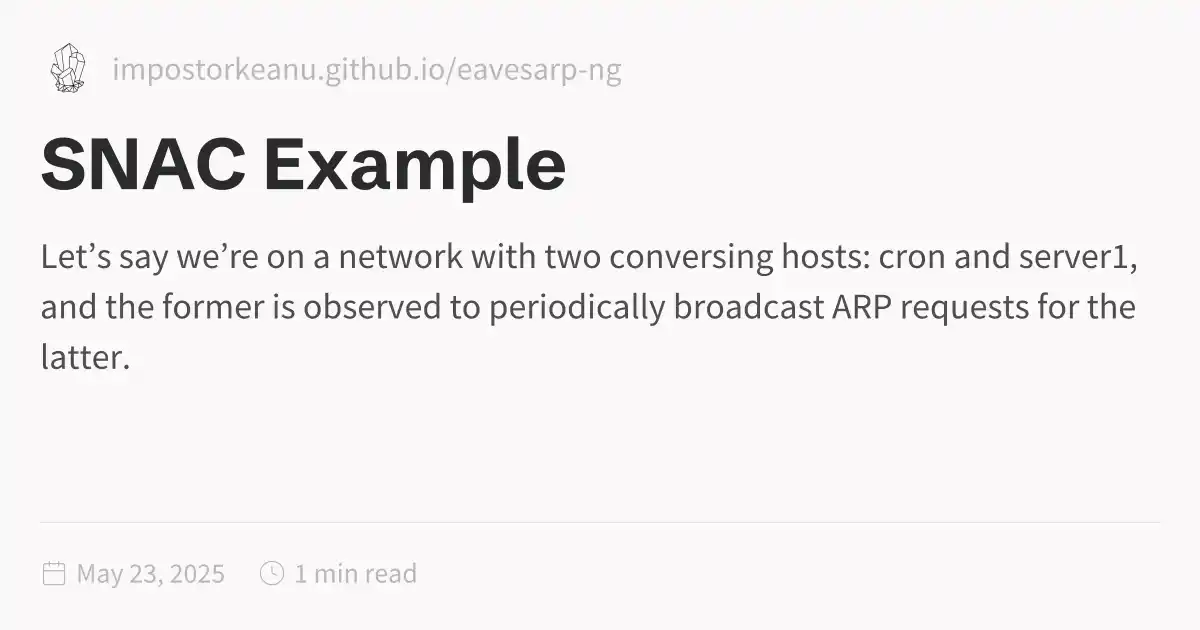 impostorkeanu.github.io/eavesarp-ng
SNAC Example
Let’s say we’re on a network with two conversing hosts: cron and server1,
and the former is observed to periodically broadcast ARP requests for the
latter.
May 23, 2025
1 min read